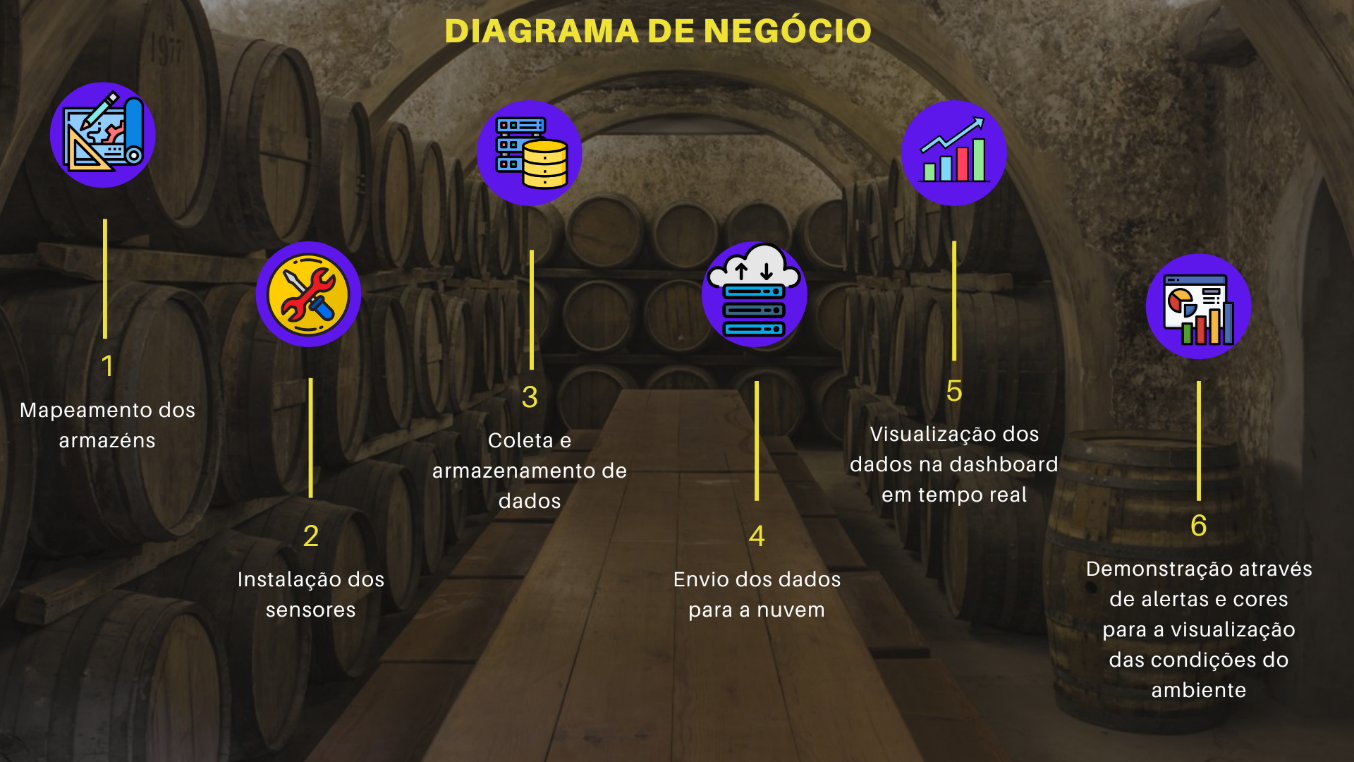 DIAGRAMA DE NEGÓCIO
1977
1
Mapeamento dos
armazéns
2
Instalação dos
sensores
3
Coleta e
armazenamento de
dados
4
Envio dos dados
para a nuvem
5
Visualização dos
dados na dashboard
em tempo real
6
Demonstração através
de alertas e cores
para a visualização
das condições do
ambiente